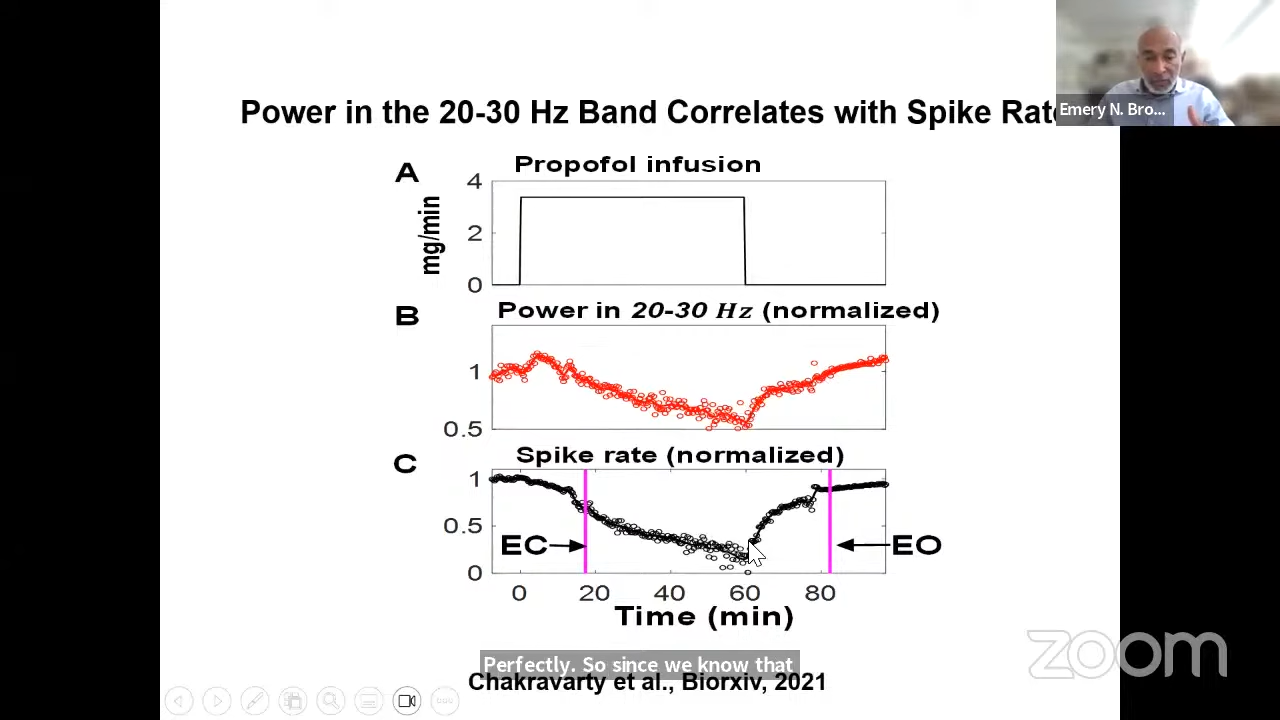 Power in the 20-30 Hz Band Correlates with Spike Rate
Emery N. Bro...
A
Propofol infusion
mg/min
4
2
0
B
Power in 20-30 Hz (normalized)
1
0.5
C
Spike rate (normalized)
1
0.5
0
EC
EO
0 20 40 60 80
Time (min)
Perfectly. So since we know that
Chakravarty et al., Biorxiv, 2021
zoom